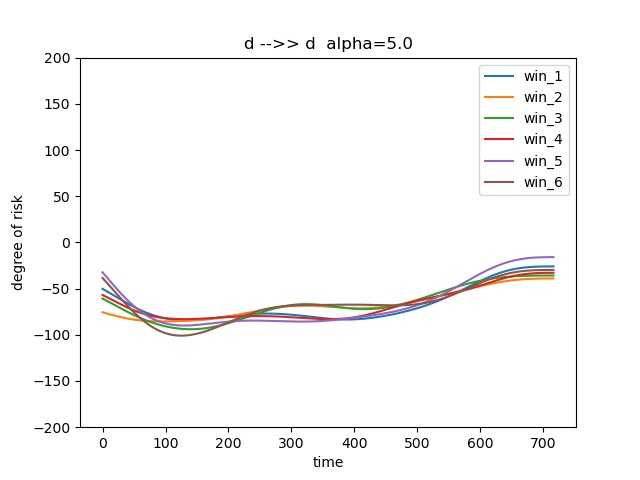 d -->> d  alpha=5.0
200
150
100
50
0
−50
−100
−150
−200
degree of risk
0 100 200 300 400 500 600 700
time
win_1
win_2
win_3
win_4
win_5
win_6